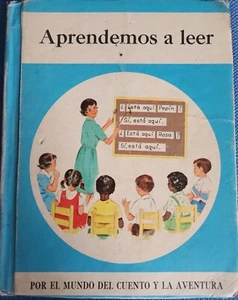 Aprendemos a leer
¿ Está aquí Pepín ?
Sí, está aquí.
¿ Está aquí Rosa ?
Sí, está aquí.
POR EL MUNDO DEL CUENTO Y LA AVENTURA